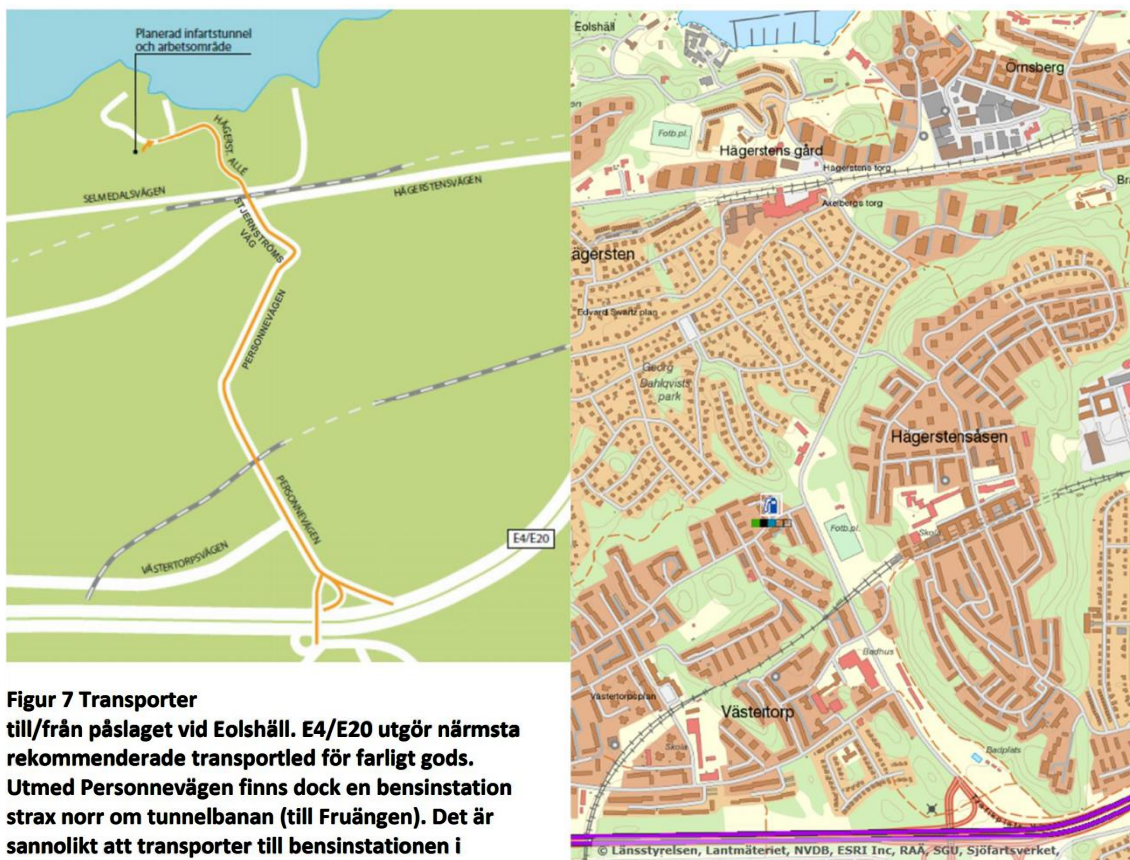 Planerad infartstunnel
och arbetsområde
HÄGERST. ALLÉ
SELMEDALSVÄGEN
HÄGERSTENSVÄGEN
STJERNSTRÖMS
VÄG
PERSONNEVÄGEN
PERSONNEVÄGEN
VÄSTERTORPSVÄGEN
E4/E20
Eolshäll
Örnsberg
Fotb.pl.
Hägerstens gård
Hägerstens torg
Axelbergs torg
ägersten
Edvard Swartz plan
Georg
Dahlqvists
park
Hägerstensåsen
Fotb.pl.
Skola
Badhus
Västertorpsplan
Västertorp
Skola
Badplats
© Länsstyrelsen, Lantmäteriet, NVDB, ESRI Inc, RAÄ, SGU, Sjöfartsverket,
Figur 7 Transporter
till/från påslaget vid Eolshäll. E4/E20 utgör närmsta
rekommenderade transportled för farligt gods.
Utmed Personnevägen finns dock en bensinstation
strax norr om tunnelbanan (till Fruängen). Det är
sannolikt att transporter till bensinstationen i